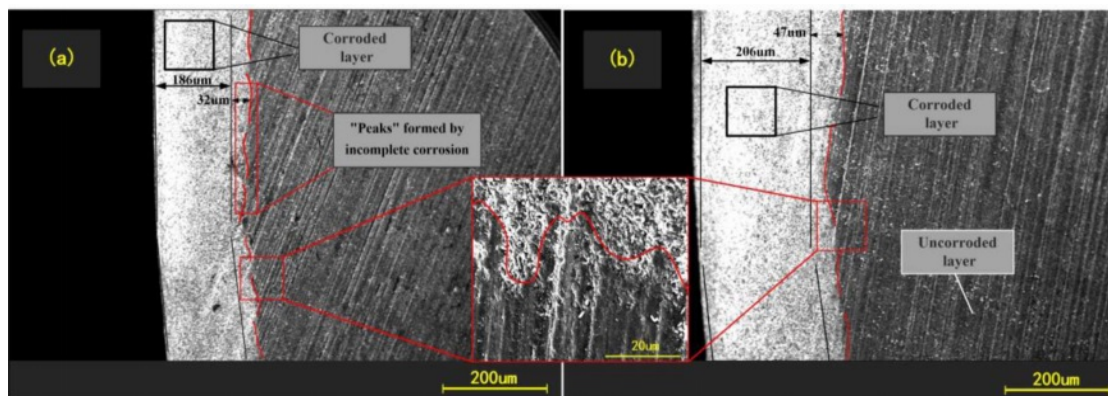 (a)
Corroded
layer
186um
32um
"Peaks" formed by
incomplete corrosion
200um
20um
(b)
47um
206um
Corroded
layer
Uncorroded
layer
200um